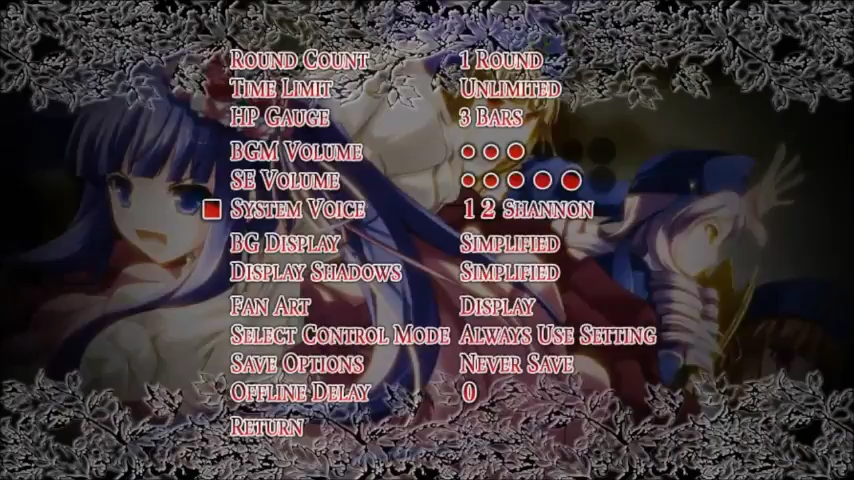 Round Count 1 Round
Time Limit Unlimited
HP Gauge 3 Bars
BGM Volume
SE Volume
System Voice 12 Shannon
BG Display Simplified
Display Shadows Simplified
Fan Art Display
Select Control Mode Always Use Setting
Save Options Never Save
Offline Delay 0
Return